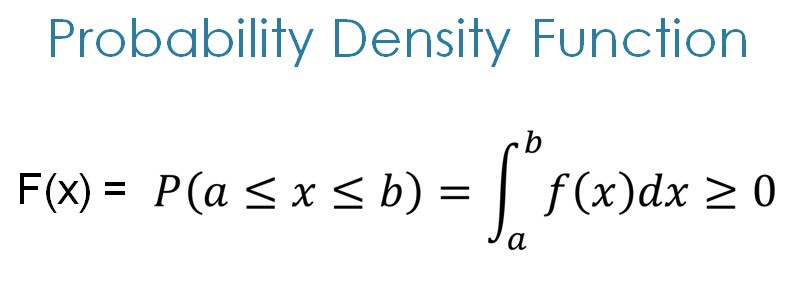 Probability Density Function
F(x) = P(a ≤ x ≤ b) = ∫_a^b f(x)dx ≥ 0